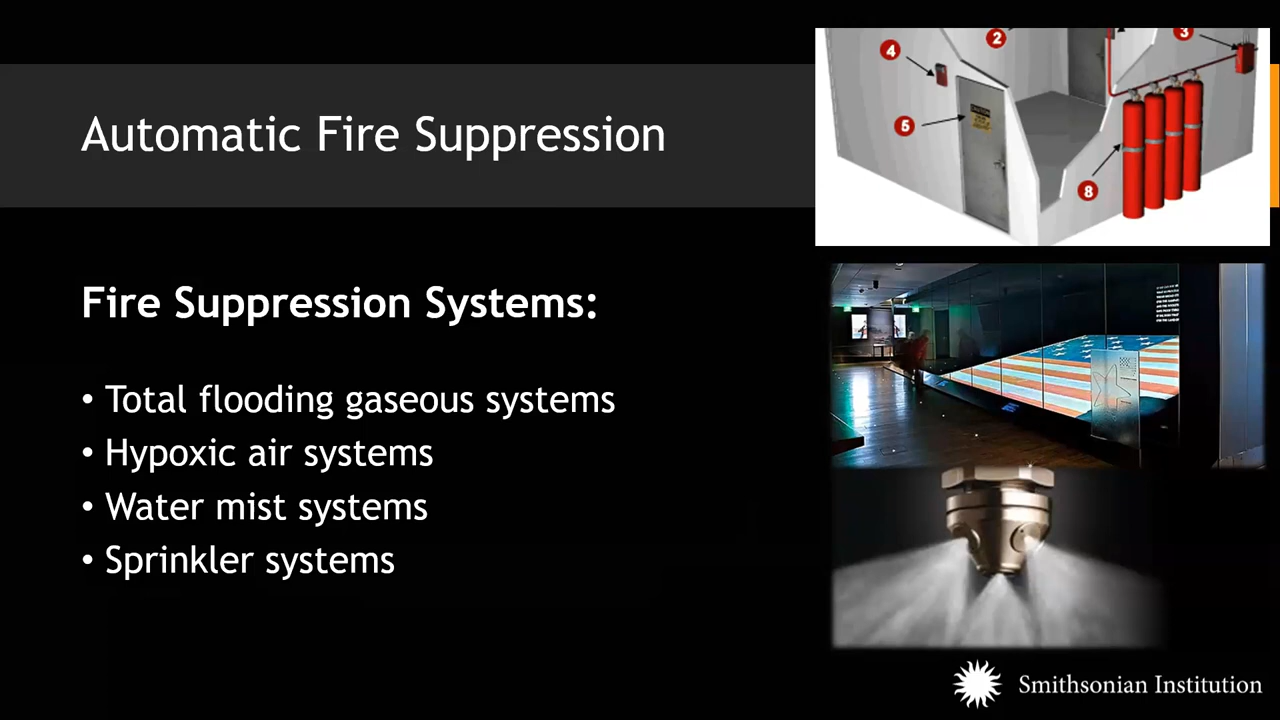 Automatic Fire Suppression
Fire Suppression Systems:
• Total flooding gaseous systems
• Hypoxic air systems
• Water mist systems
• Sprinkler systems
2
3
4
5
8
Smithsonian Institution